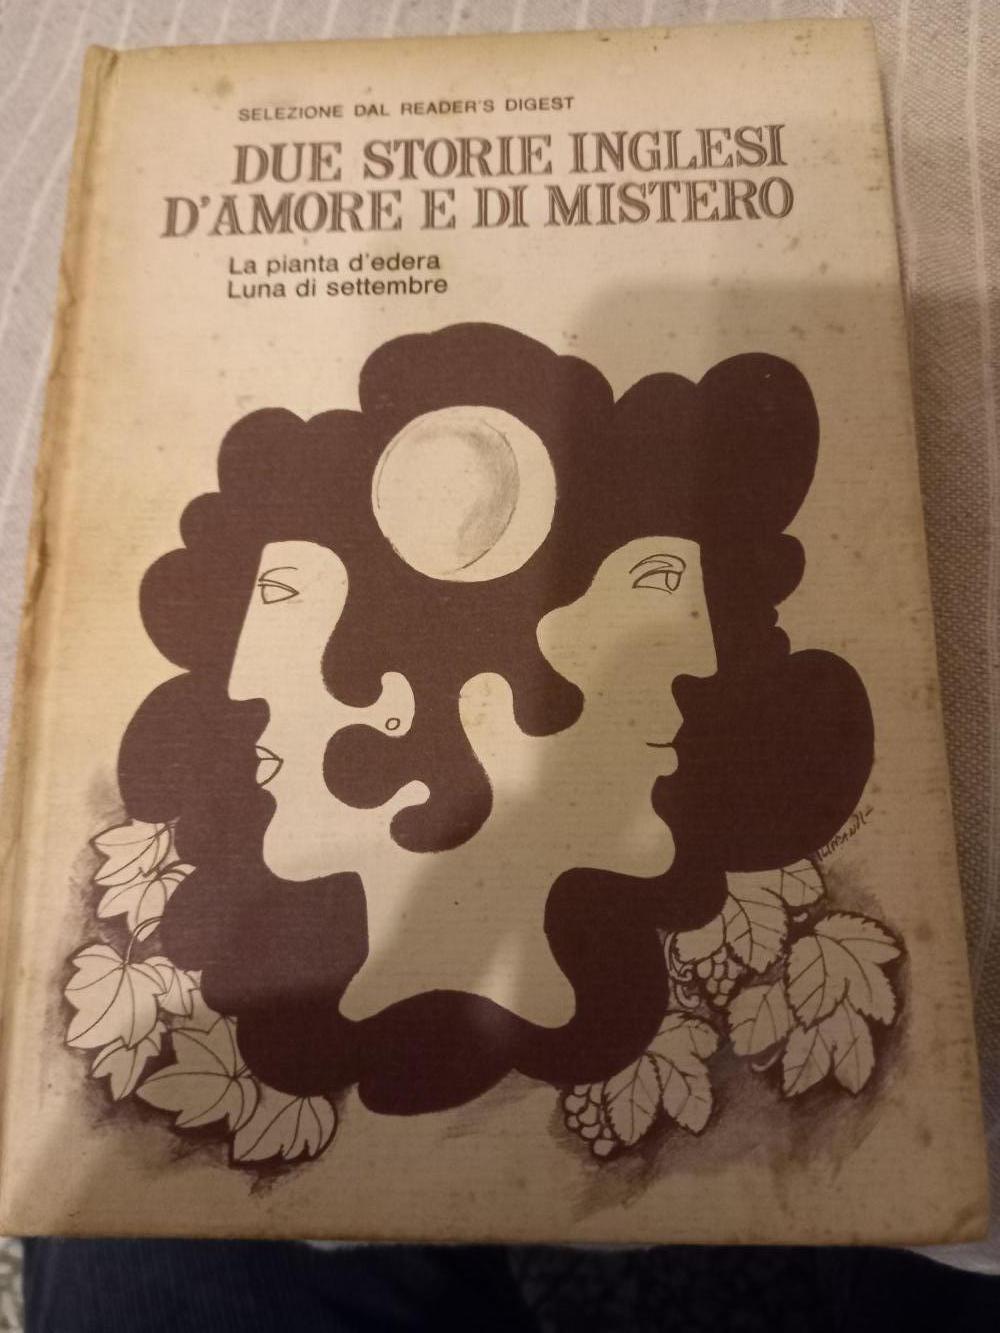 SELEZIONE DAL READER'S DIGEST
DUE STORIE INGLESI
D'AMORE E DI MISTERO
La pianta d'edera
Luna di settembre